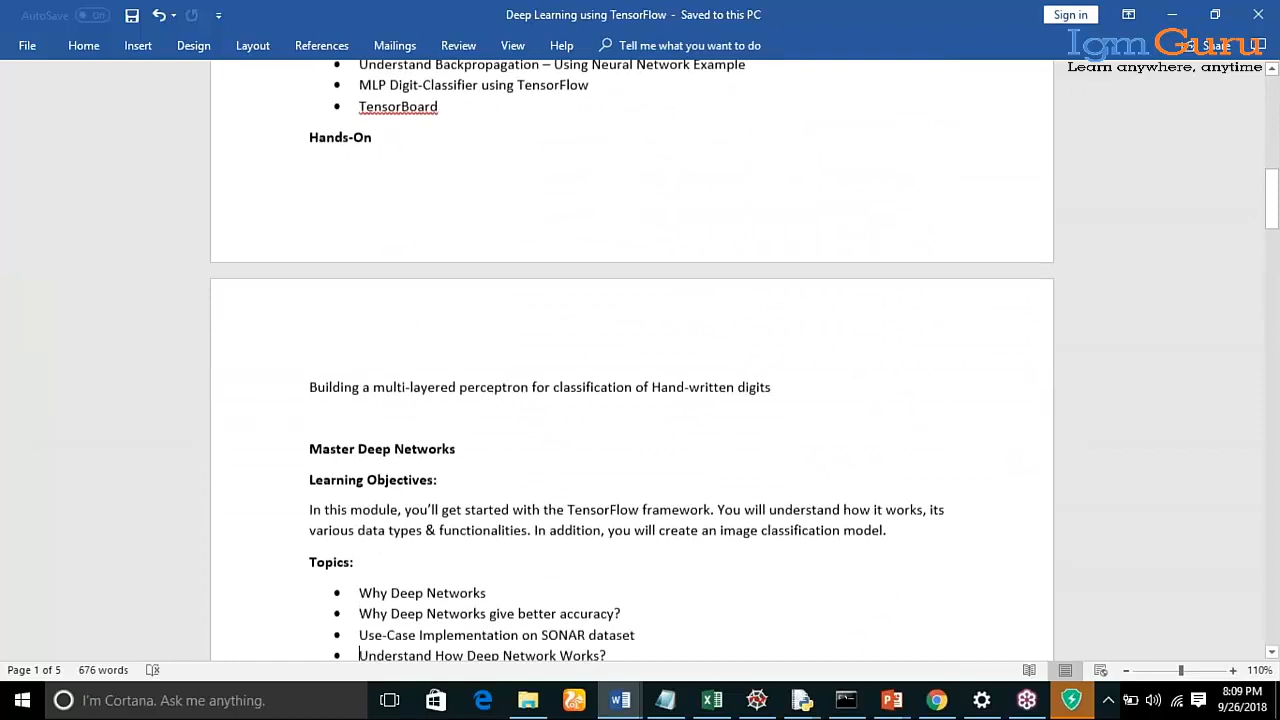 AutoSave Off
Deep Learning using TensorFlow - Saved to this PC
Sign in
File Home Insert Design Layout References Mailings Review View Help Tell me what you want to do
IgmGuru
Learn anywhere, anytime
• Understand Backpropagation – Using Neural Network Example
• MLP Digit-Classifier using TensorFlow
• TensorBoard
Hands-On
Building a multi-layered perceptron for classification of Hand-written digits
Master Deep Networks
Learning Objectives:
In this module, you'll get started with the TensorFlow framework. You will understand how it works, its
various data types & functionalities. In addition, you will create an image classification model.
Topics:
• Why Deep Networks
• Why Deep Networks give better accuracy?
• Use-Case Implementation on SONAR dataset
• Understand How Deep Network Works?
Page 1 of 5 676 words
110%
I'm Cortana. Ask me anything.
8:09 PM
9/26/2018